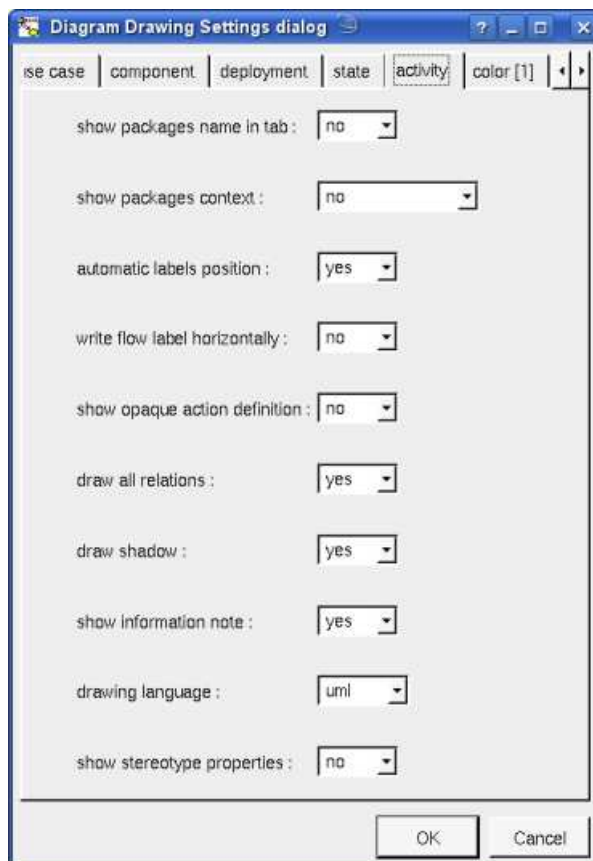 Diagram Drawing Settings dialog
use case component deployment state activity color [1]
show packages name in tab : no
show packages context : no
automatic labels position : yes
write flow label horizontally : no
show opaque action definition : no
draw all relations : yes
draw shadow : yes
show information note : yes
drawing language : uml
show stereotype properties : no
OK Cancel